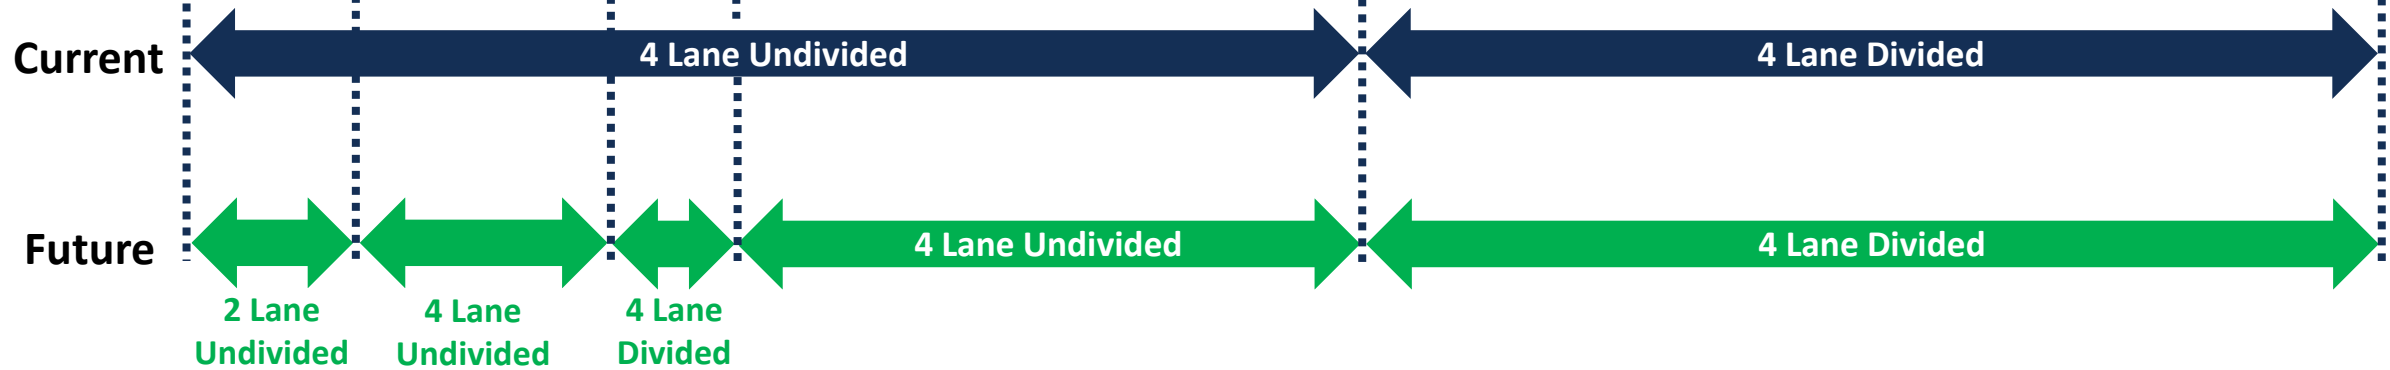 Current
4 Lane Undivided
4 Lane Divided
Future
4 Lane Undivided
4 Lane Divided
2 Lane
Undivided
4 Lane
Undivided
4 Lane
Divided